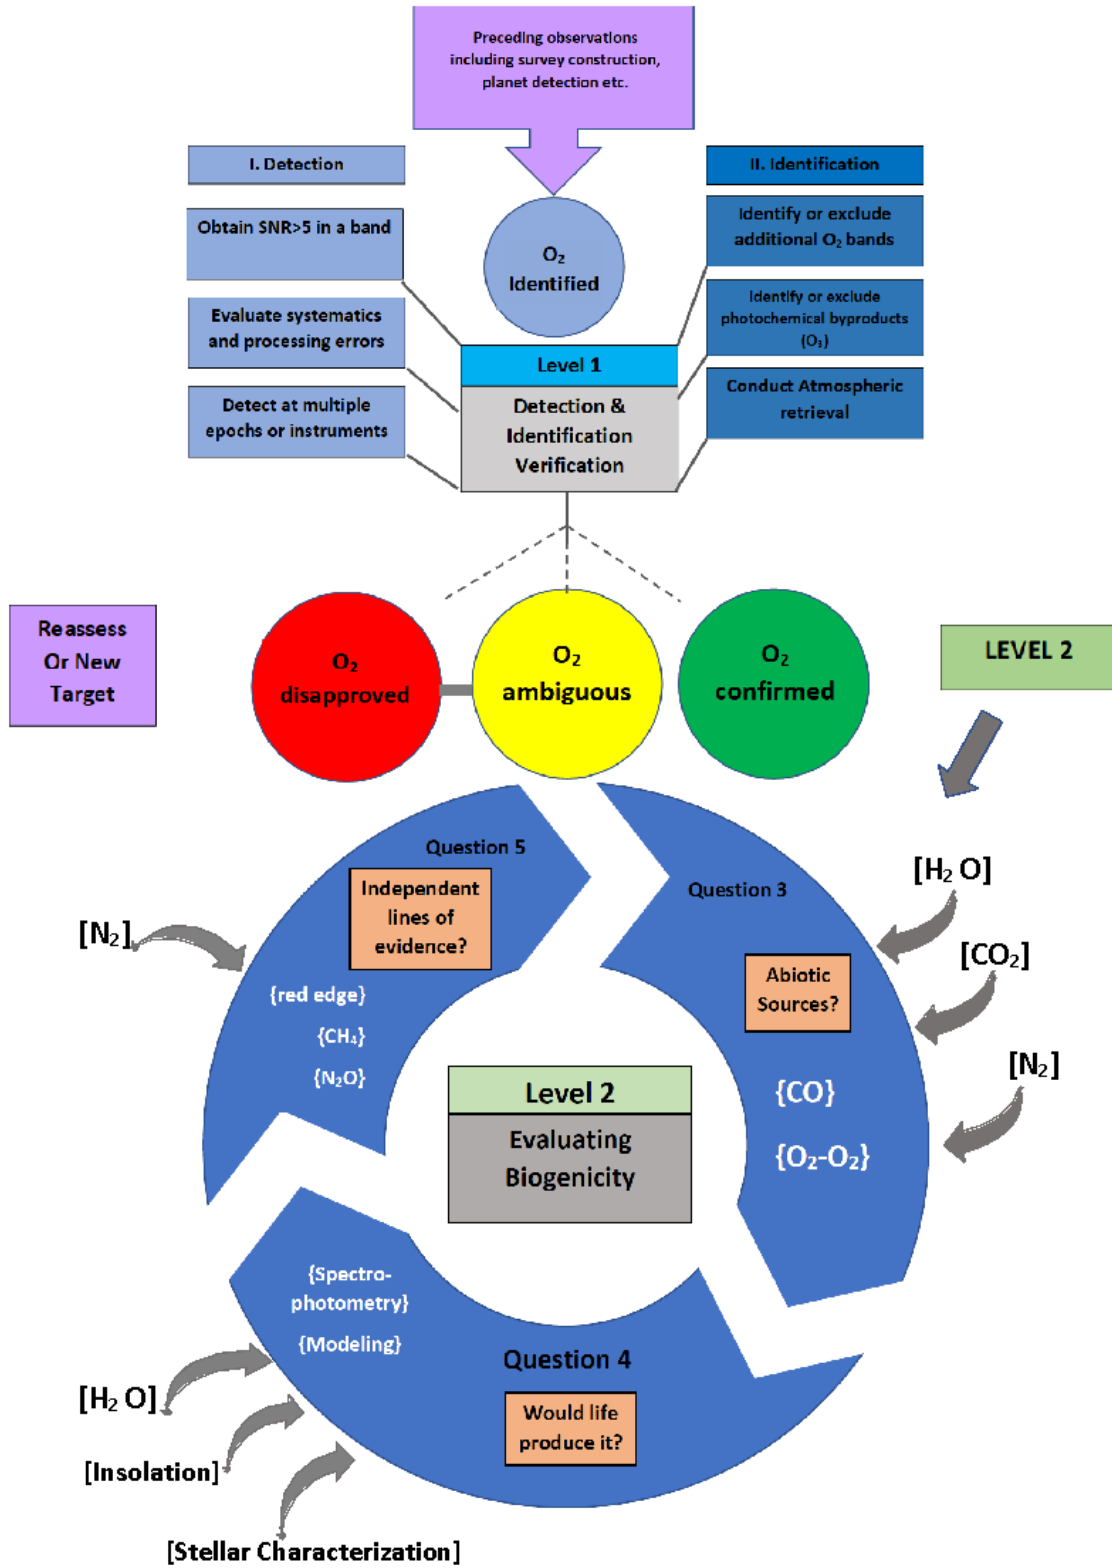 Preceding observations
including survey construction,
planet detection etc.
I. Detection
II. Identification
Obtain SNR>5 in a band
Evaluate systematics
and processing errors
Detect at multiple
epochs or instruments
O₂
Identified
Identify or exclude
additional O₂ bands
Identify or exclude
photochemical byproducts
(O₃)
Conduct Atmospheric
retrieval
Level 1
Detection &
Identification
Verification
Reassess
Or New
Target
O₂
disapproved
O₂
ambiguous
O₂
confirmed
LEVEL 2
Question 5
Independent
lines of
evidence?
{red edge}
{CH₄}
{N₂O}
[N₂]
Question 3
Abiotic
Sources?
{CO}
{O₂-O₂}
[H₂ O]
[CO₂]
[N₂]
Level 2
Evaluating
Biogenicity
{Spectro-
photometry}
{Modeling}
Question 4
Would life
produce it?
[H₂ O]
[Insolation]
[Stellar Characterization]